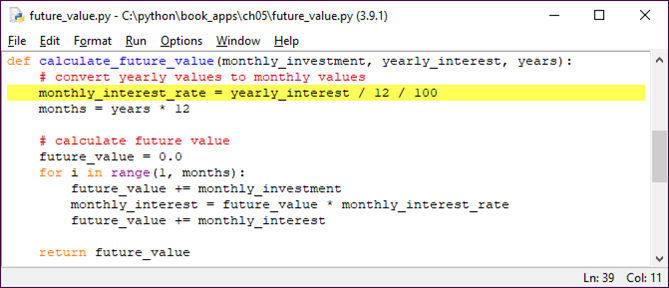 future_value.py - C:\python\book_apps\ch05\future_value.py (3.9.1)
File Edit Format Run Options Window Help
def calculate_future_value(monthly_investment, yearly_interest, years):
    # convert yearly values to monthly values
    monthly_interest_rate = yearly_interest / 12 / 100
    months = years * 12

    # calculate future value
    future_value = 0.0
    for i in range(1, months):
        future_value += monthly_investment
        monthly_interest = future_value * monthly_interest_rate
        future_value += monthly_interest

    return future_value
Ln: 39 Col: 11